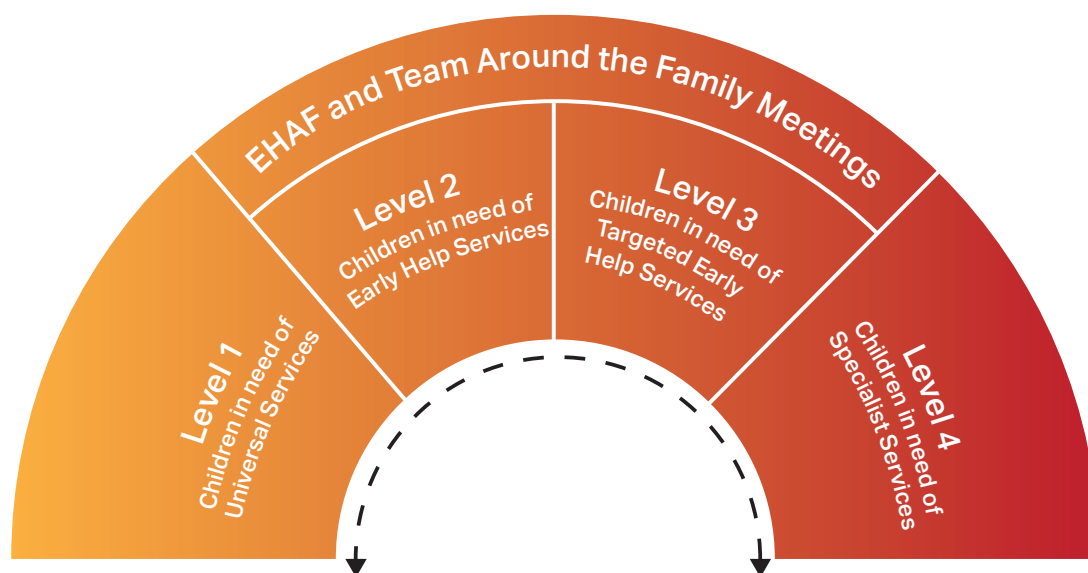 EHAF and Team Around the Family Meetings
Level 1
Children in need of
Universal Services
Level 2
Children in need of
Early Help Services
Level 3
Children in need of
Targeted Early
Help Services
Level 4
Children in need of
Specialist Services